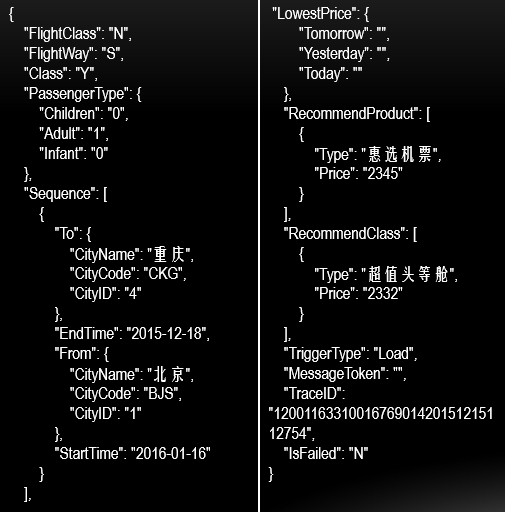 {
"FlightClass": "N",
"FlightWay": "S",
"Class": "Y",
"PassengerType": {
"Children": "0",
"Adult": "1",
"Infant": "0"
},
"Sequence": [
{
"To": {
"CityName": "重庆",
"CityCode": "CKG",
"CityID": "4"
},
"EndTime": "2015-12-18",
"From": {
"CityName": "北京",
"CityCode": "BJS",
"CityID": "1"
},
"StartTime": "2016-01-16"
}
],
"LowestPrice": {
"Tomorrow": "",
"Yesterday": "",
"Today": ""
},
"RecommendProduct": [
{
"Type": "惠选机票",
"Price": "2345"
}
],
"RecommendClass": [
{
"Type": "超值头等舱",
"Price": "2332"
}
],
"TriggerType": "Load",
"MessageToken": "",
"TraceID":
"12001163310016769014201512151
12754",
"IsFailed": "N"
}